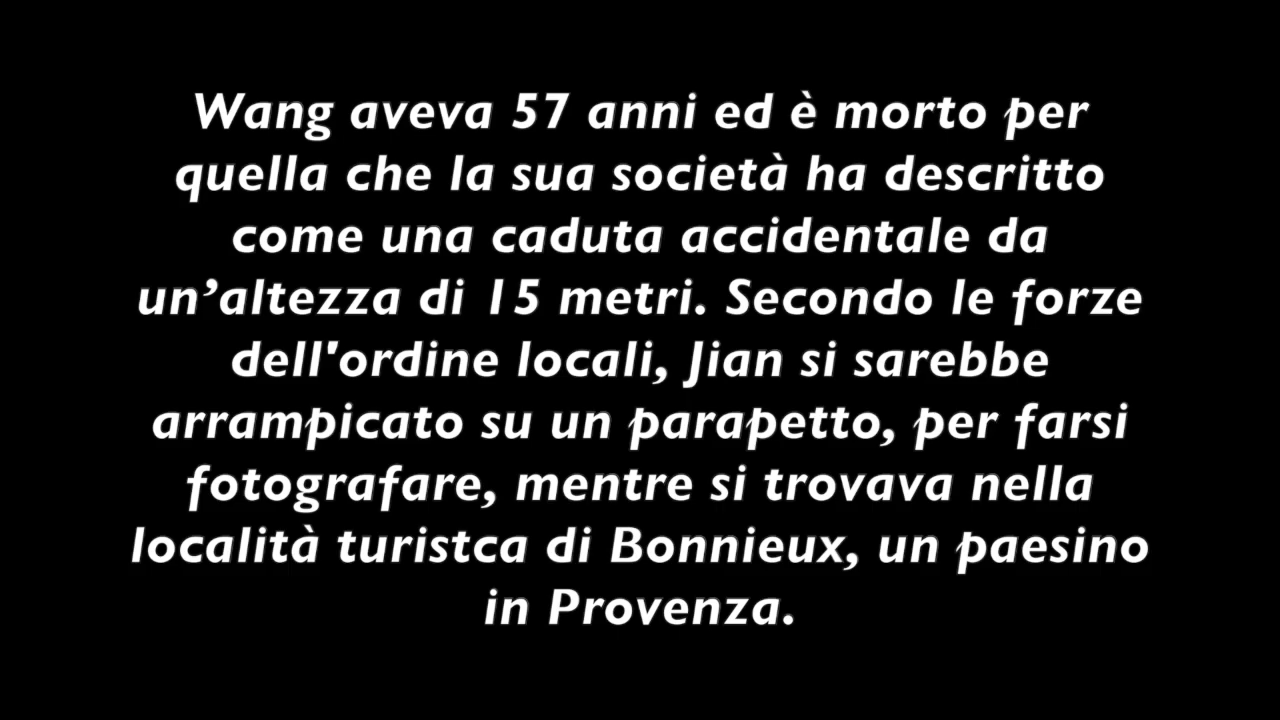 Wang aveva 57 anni ed è morto per
quella che la sua società ha descritto
come una caduta accidentale da
un’altezza di 15 metri. Secondo le forze
dell'ordine locali, Jian si sarebbe
arrampicato su un parapetto, per farsi
fotografare, mentre si trovava nella
località turistca di Bonnieux, un paesino
in Provenza.